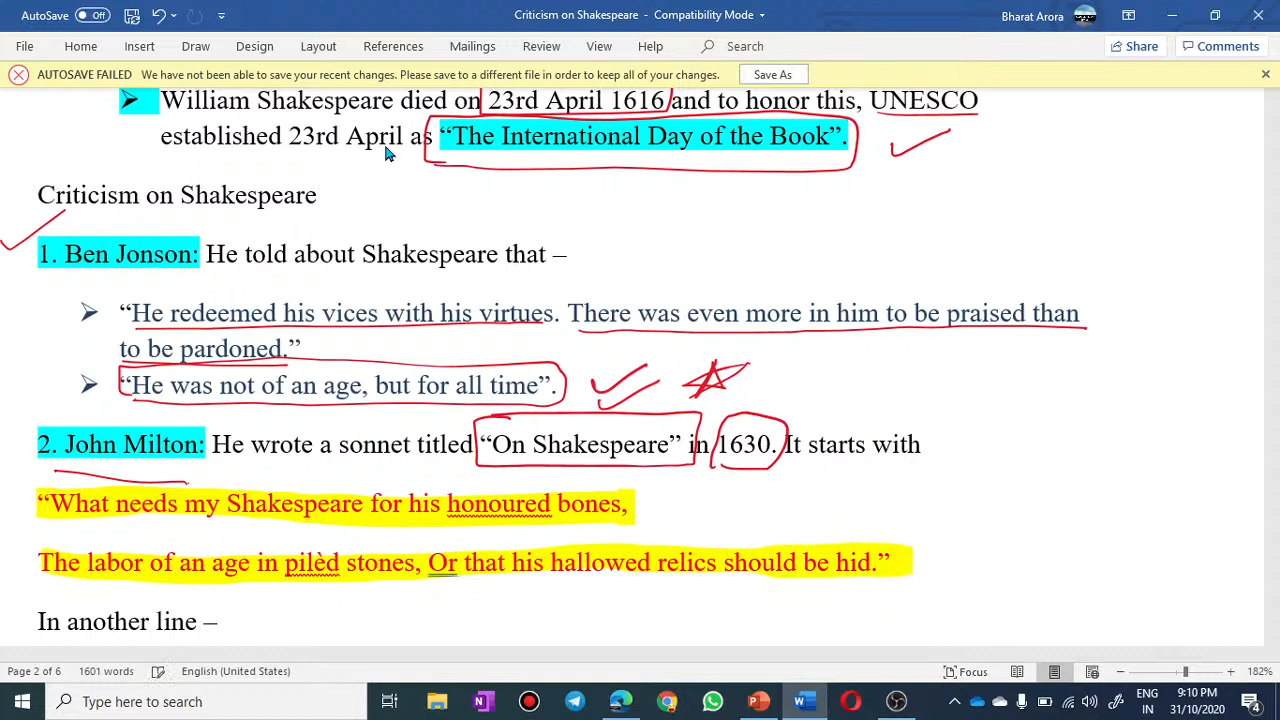 AutoSave Off Criticism on Shakespeare - Compatibility Mode Bharat Arora
File Home Insert Draw Design Layout References Mailings Review View Help Search Share Comments
AUTOSAVE FAILED We have not been able to save your recent changes. Please save to a different file in order to keep all of your changes. Save As
William Shakespeare died on 23rd April 1616 and to honor this, UNESCO
established 23rd April as “The International Day of the Book”.
Criticism on Shakespeare
1. Ben Jonson: He told about Shakespeare that –
“He redeemed his vices with his virtues. There was even more in him to be praised than
to be pardoned.”
“He was not of an age, but for all time”.
2. John Milton: He wrote a sonnet titled “On Shakespeare” in 1630. It starts with
“What needs my Shakespeare for his honoured bones,
The labor of an age in pilèd stones, Or that his hallowed relics should be hid.”
In another line –
Page 2 of 6 1601 words English (United States) Focus 182%
Type here to search ENG 9:10 PM
IN 31/10/2020 4